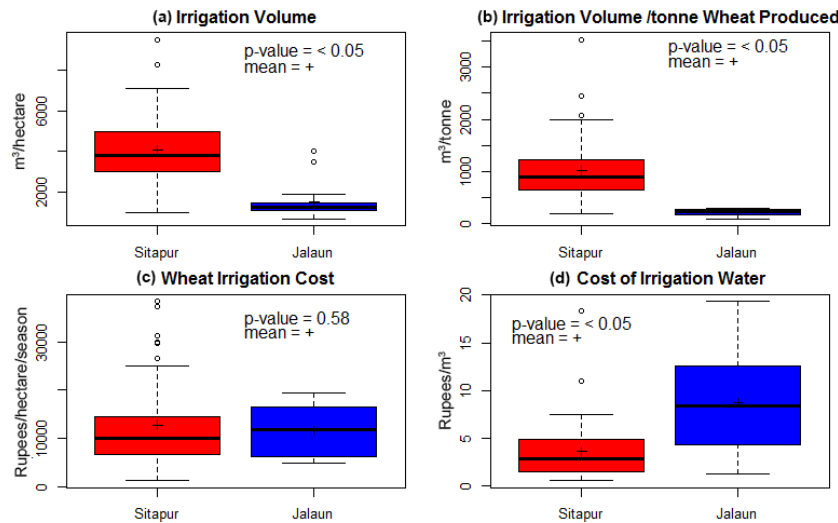 (a) Irrigation Volume
p-value = < 0.05
mean = +
m³/hectare
6000
2000
Sitapur
Jalaun
(b) Irrigation Volume /tonne Wheat Produced
p-value = < 0.05
mean = +
m³/tonne
3000
2000
1000
0
Sitapur
Jalaun
(c) Wheat Irrigation Cost
p-value = 0.58
mean = +
Rupees/hectare/season
30000
10000
0
Sitapur
Jalaun
(d) Cost of Irrigation Water
p-value = < 0.05
mean = +
Rupees/m³
20
15
10
5
0
Sitapur
Jalaun